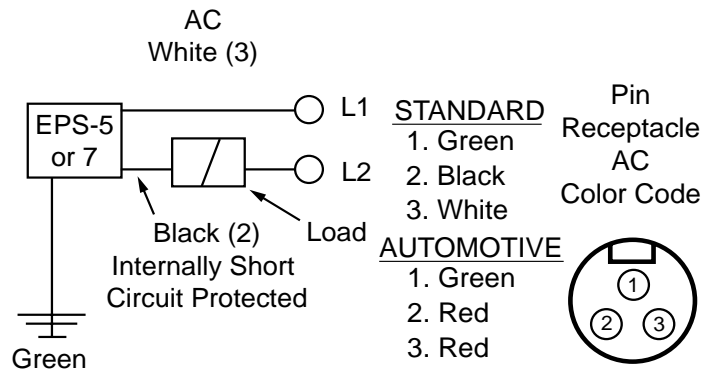 AC
White (3)
EPS-5
or 7
L1
L2
Black (2)
Internally Short
Circuit Protected
Load
Green
STANDARD
1. Green
2. Black
3. White
AUTOMOTIVE
1. Green
2. Red
3. Red
Pin
Receptacle
AC
Color Code
1
2
3